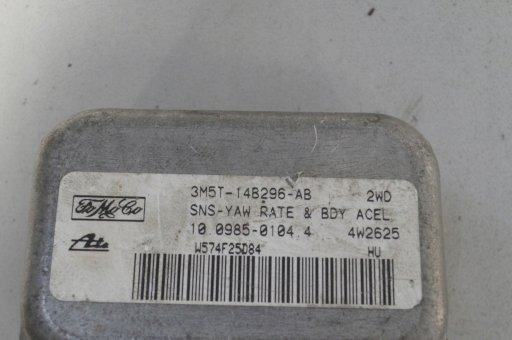 3M5T-14B296-AB 2WD
FoMoCo SNS-YAW RATE & BDY ACEL
Ate 10.0985-0104.4 4W2625
W574F25D84 HU